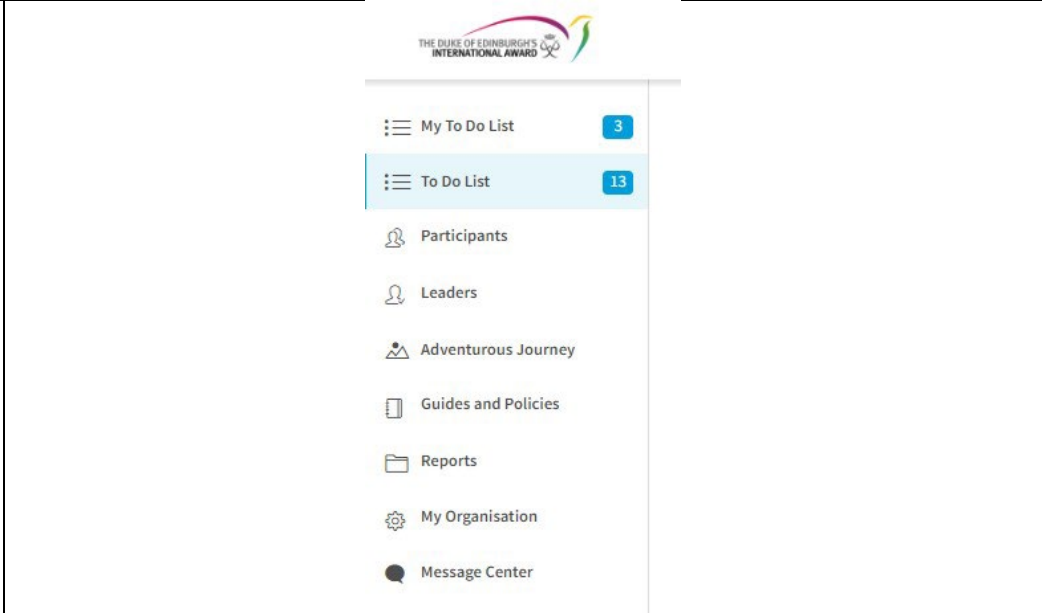 THE DUKE OF EDINBURGH'S
INTERNATIONAL AWARD
My To Do List 3
To Do List 13
Participants
Leaders
Adventurous Journey
Guides and Policies
Reports
My Organisation
Message Center